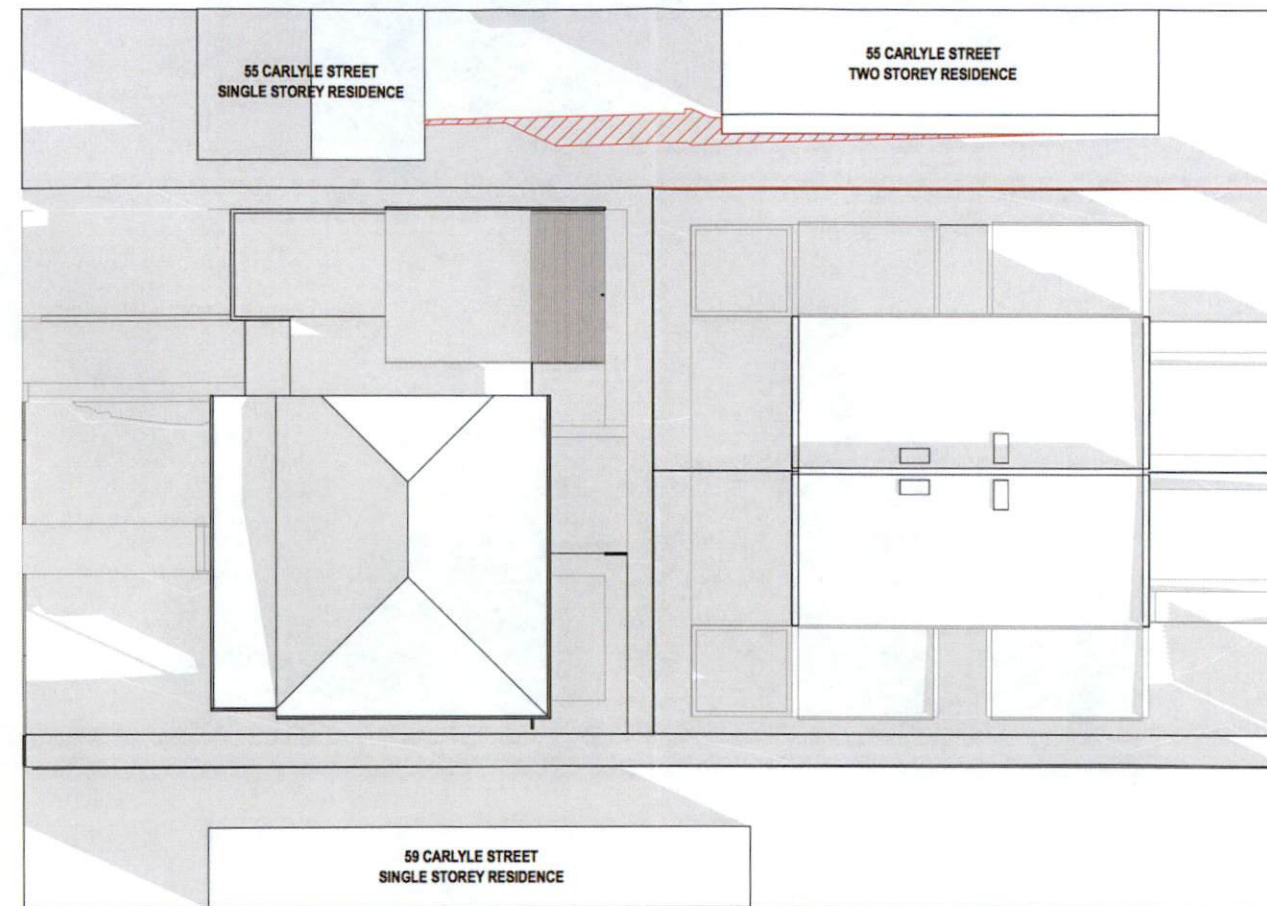 55 CARLYLE STREET
SINGLE STOREY RESIDENCE
55 CARLYLE STREET
TWO STOREY RESIDENCE
59 CARLYLE STREET
SINGLE STOREY RESIDENCE